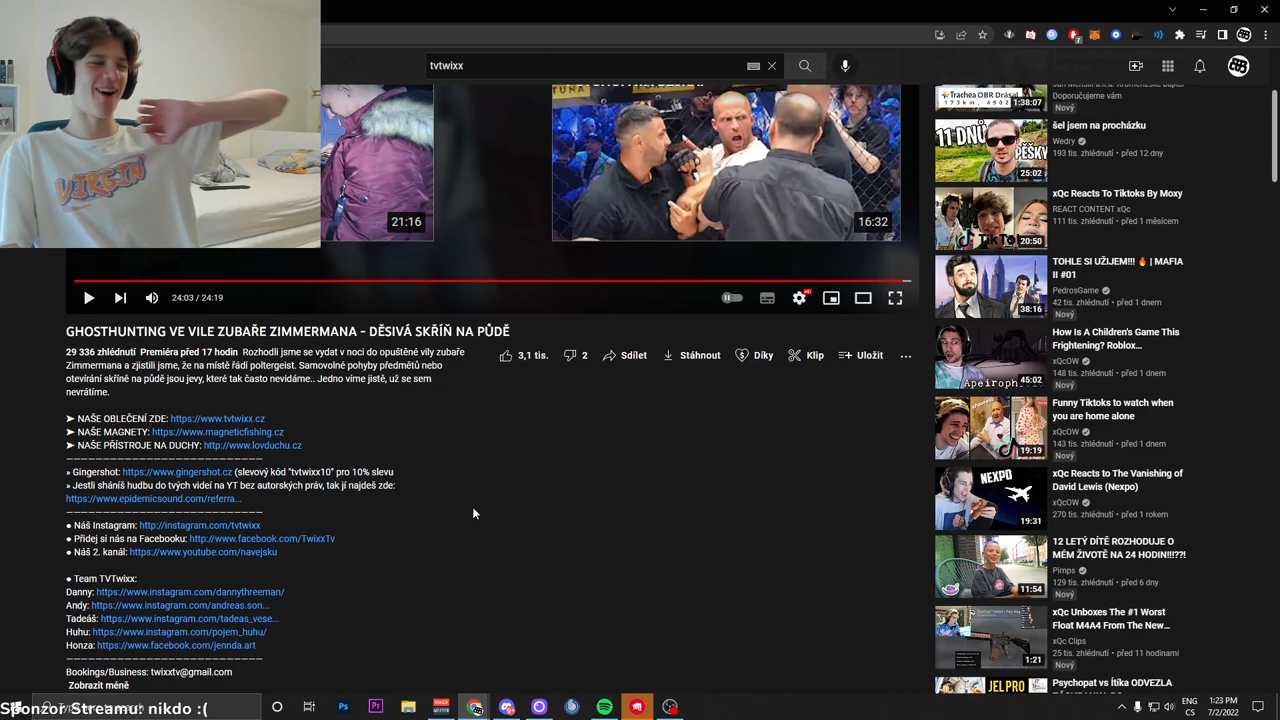 tvtwixx
VIRGIN
21:16
16:32
24:03 / 24:19
GHOSTHUNTING VE VILE ZUBAŘE ZIMMERMANA - DĚSIVÁ SKŘÍŇ NA PŮDĚ
29 336 zhlédnutí Premiéra před 17 hodin Rozhodli jsme se vydat v noci do opuštěné vily zubaře
Zimmermana a zjistili jsme, že na místě řádí poltergeist. Samovolné pohyby předmětů nebo
otevírání skříně na půdě jsou jevy, které tak často nevidáme.. Jedno víme jistě, už se sem
nevrátíme.
3,1 tis.
2
Sdílet
Stáhnout
Díky
Klip
Uložit
➤ NAŠE OBLEČENÍ ZDE: https://www.tvtwixx.cz
➤ NAŠE MAGNETY: https://www.magneticfishing.cz
➤ NAŠE PŘÍSTROJE NA DUCHY: http://www.lovduchu.cz
» Gingershot: https://www.gingershot.cz (slevový kód "tvtwixx10" pro 10% slevu
» Jestli sháníš hudbu do tvých videí na YT bez autorských práv, tak jí najdeš zde:
https://www.epidemicsound.com/referra...
● Náš Instagram: http://instagram.com/tvtwixx
● Přidej si nás na Facebooku: http://www.facebook.com/TwixxTv
● Náš 2. kanál: https://www.youtube.com/navejsku
● Team TVTwixx:
Danny: https://www.instagram.com/dannythreeman/
Andy: https://www.instagram.com/andreas.son...
Tadeáš: https://www.instagram.com/tadeas_vese...
Huhu: https://www.instagram.com/pojem_huhu/
Honza: https://www.facebook.com/jennda.art
Bookings/Business: twixxtv@gmail.com
Zobrazit méně
Trachea OBR Drásal
173km, 4902
1:38:07
Doporučujeme vám
Nový
11 DNŮ
PĚŠKY
25:02
šel jsem na procházku
Wedry
193 tis. zhlédnutí • před 12 dny
20:50
xQc Reacts To Tiktoks By Moxy
REACT CONTENT xQc
111 tis. zhlédnutí • před 1 měsícem
38:16
TOHLE SI UŽIJEM!!! 🔥 | MAFIA
II #01
PedrosGame
42 tis. zhlédnutí • před 1 dnem
Nový
Apeirophobia
45:02
How Is A Children's Game This
Frightening? Roblox...
xQcOW
148 tis. zhlédnutí • před 1 dnem
Nový
19:19
Funny Tiktoks to watch when
you are home alone
xQcOW
143 tis. zhlédnutí • před 1 dnem
Nový
NEXPO
19:31
xQc Reacts to The Vanishing of
David Lewis (Nexpo)
xQcOW
270 tis. zhlédnutí • před 1 rokem
11:54
12 LETÝ DÍTĚ ROZHODUJE O
MÉM ŽIVOTĚ NA 24 HODIN!!!??!
Pimps
129 tis. zhlédnutí • před 6 dny
Nový
1:21
xQc Unboxes The #1 Worst
Float M4A4 From The New...
xQc Clips
25 tis. zhlédnutí • před 11 hodinami
Nový
JEL PRO
Psychopat vs Ítika ODVEZLA
Sponzor Streamu: nikdo :(
ENG
CS
1:23 PM
7/2/2022